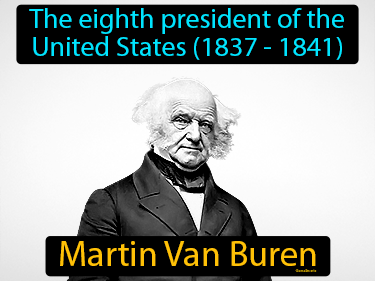 The eighth president of the
United States (1837 - 1841)
Martin Van Buren